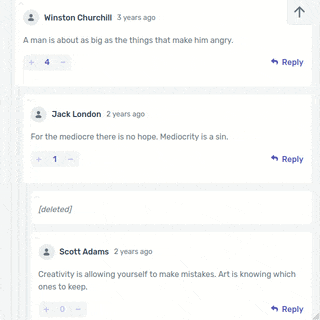 Winston Churchill 3 years ago
A man is about as big as the things that make him angry.
+ 4 − Reply
Jack London 2 years ago
For the mediocre there is no hope. Mediocrity is a sin.
+ 1 − Reply
[deleted]
Scott Adams 2 years ago
Creativity is allowing yourself to make mistakes. Art is knowing which
ones to keep.
+ 0 − Reply